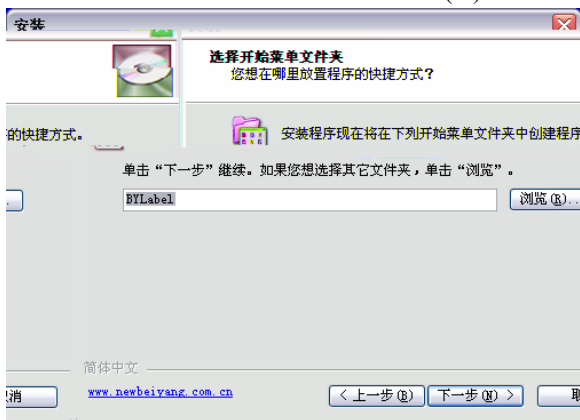 安装
选择开始菜单文件夹
您想在哪里放置程序的快捷方式？
的快捷方式。
安装程序现在将在下列开始菜单文件夹中创建程序
单击“下一步”继续。如果您想选择其它文件夹，单击“浏览”。
BYLabel
浏览(R)..
简体中文
消
www.newbeiyang.com.cn
<上一步(B)
下一步(N)>
取